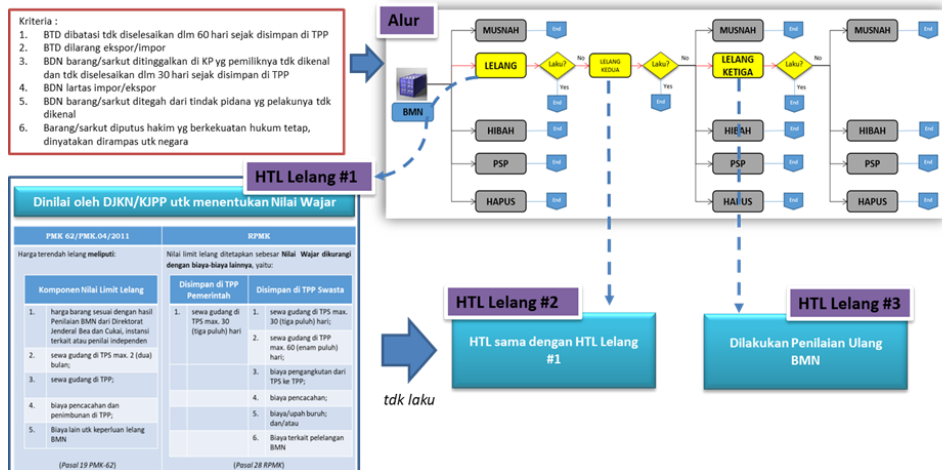 Kriteria :
1. BTD dibatasi tdk diselesaikan dlm 60 hari sejak disimpan di TPP
2. BTD dilarang ekspor/impor
3. BDN barang/sarkut ditinggalkan di KP yg pemiliknya tdk dikenal
dan tdk diselesaikan dlm 30 hari sejak disimpan di TPP
4. BDN lartas impor/ekspor
5. BDN barang/sarkut ditegah dari tindak pidana yg pelakunya tdk
dikenal
6. Barang/sarkut diputus hakim yg berkekuatan hukum tetap,
dinyatakan dirampas utk negara
Alur
BMN
MUSNAH
End
LELANG
Laku?
No
Yes
End
LELANG
KEDUA
Laku?
No
Yes
End
HIBAH
End
PSP
End
HAPUS
End
MUSNAH
End
LELANG
KETIGA
Laku?
No
Yes
End
HIBAH
End
PSP
End
HAPUS
End
MUSNAH
End
HIBAH
End
PSP
End
HAPUS
End
HTL Lelang #1
Dinilai oleh DJKN/KJPP utk menentukan Nilai Wajar
PMK 62/PMK.04/2011
Harga terendah lelang meliputi:
Komponen Nilai Limit Lelang
1. harga barang sesuai dengan hasil
Penilaian BMN dari Direktorat
Jenderal Bea dan Cukai, instansi
terkait atau penilai independen
2. sewa gudang di TPS max. 2 (dua)
bulan;
3. sewa gudang di TPP;
4. biaya pencacahan dan
penimbunan di TPP;
5. Biaya lain utk keperluan lelang
BMN
(Pasal 19 PMK-62)
RPMK
Nilai limit lelang ditetapkan sebesar Nilai Wajar dikurangi
dengan biaya-biaya lainnya, yaitu:
Disimpan di TPP
Pemerintah
1. sewa gudang di
TPS max. 30
(tiga puluh) hari
Disimpan di TPP Swasta
1. sewa gudang di TPS max.
30 (tiga puluh) hari;
2. sewa gudang di TPP
max. 60 (enam puluh)
hari;
3. biaya pengangkutan dari
TPS ke TPP;
4. biaya pencacahan;
5. biaya/upah buruh;
dan/atau
6. Biaya terkait pelelangan
BMN
(Pasal 28 RPMK)
tdk laku
HTL Lelang #2
HTL sama dengan HTL Lelang
#1
HTL Lelang #3
Dilakukan Penilaian Ulang
BMN